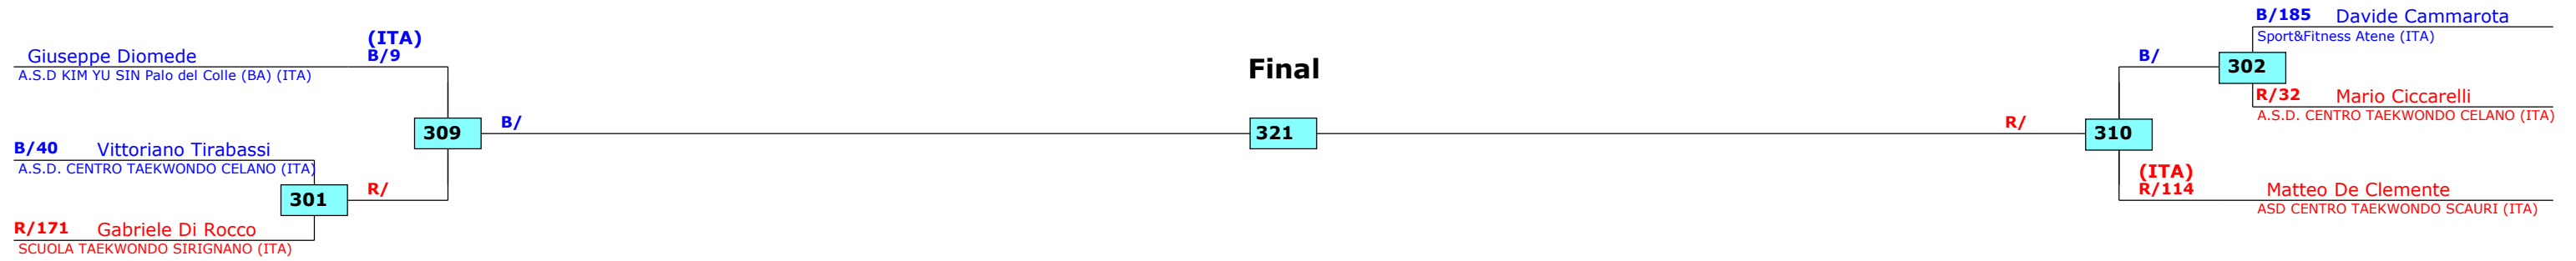 (ITA)
Giuseppe Diomede B/9
A.S.D KIM YU SIN Palo del Colle (BA) (ITA)
309 B/
B/40 Vittoriano Tirabassi
A.S.D. CENTRO TAEKWONDO CELANO (ITA)
301 R/
R/171 Gabriele Di Rocco
SCUOLA TAEKWONDO SIRIGNANO (ITA)
Final
321
B/185 Davide Cammarota
Sport&Fitness Atene (ITA)
B/ 302
R/32 Mario Ciccarelli
A.S.D. CENTRO TAEKWONDO CELANO (ITA)
R/ 310
(ITA)
R/114 Matteo De Clemente
ASD CENTRO TAEKWONDO SCAURI (ITA)